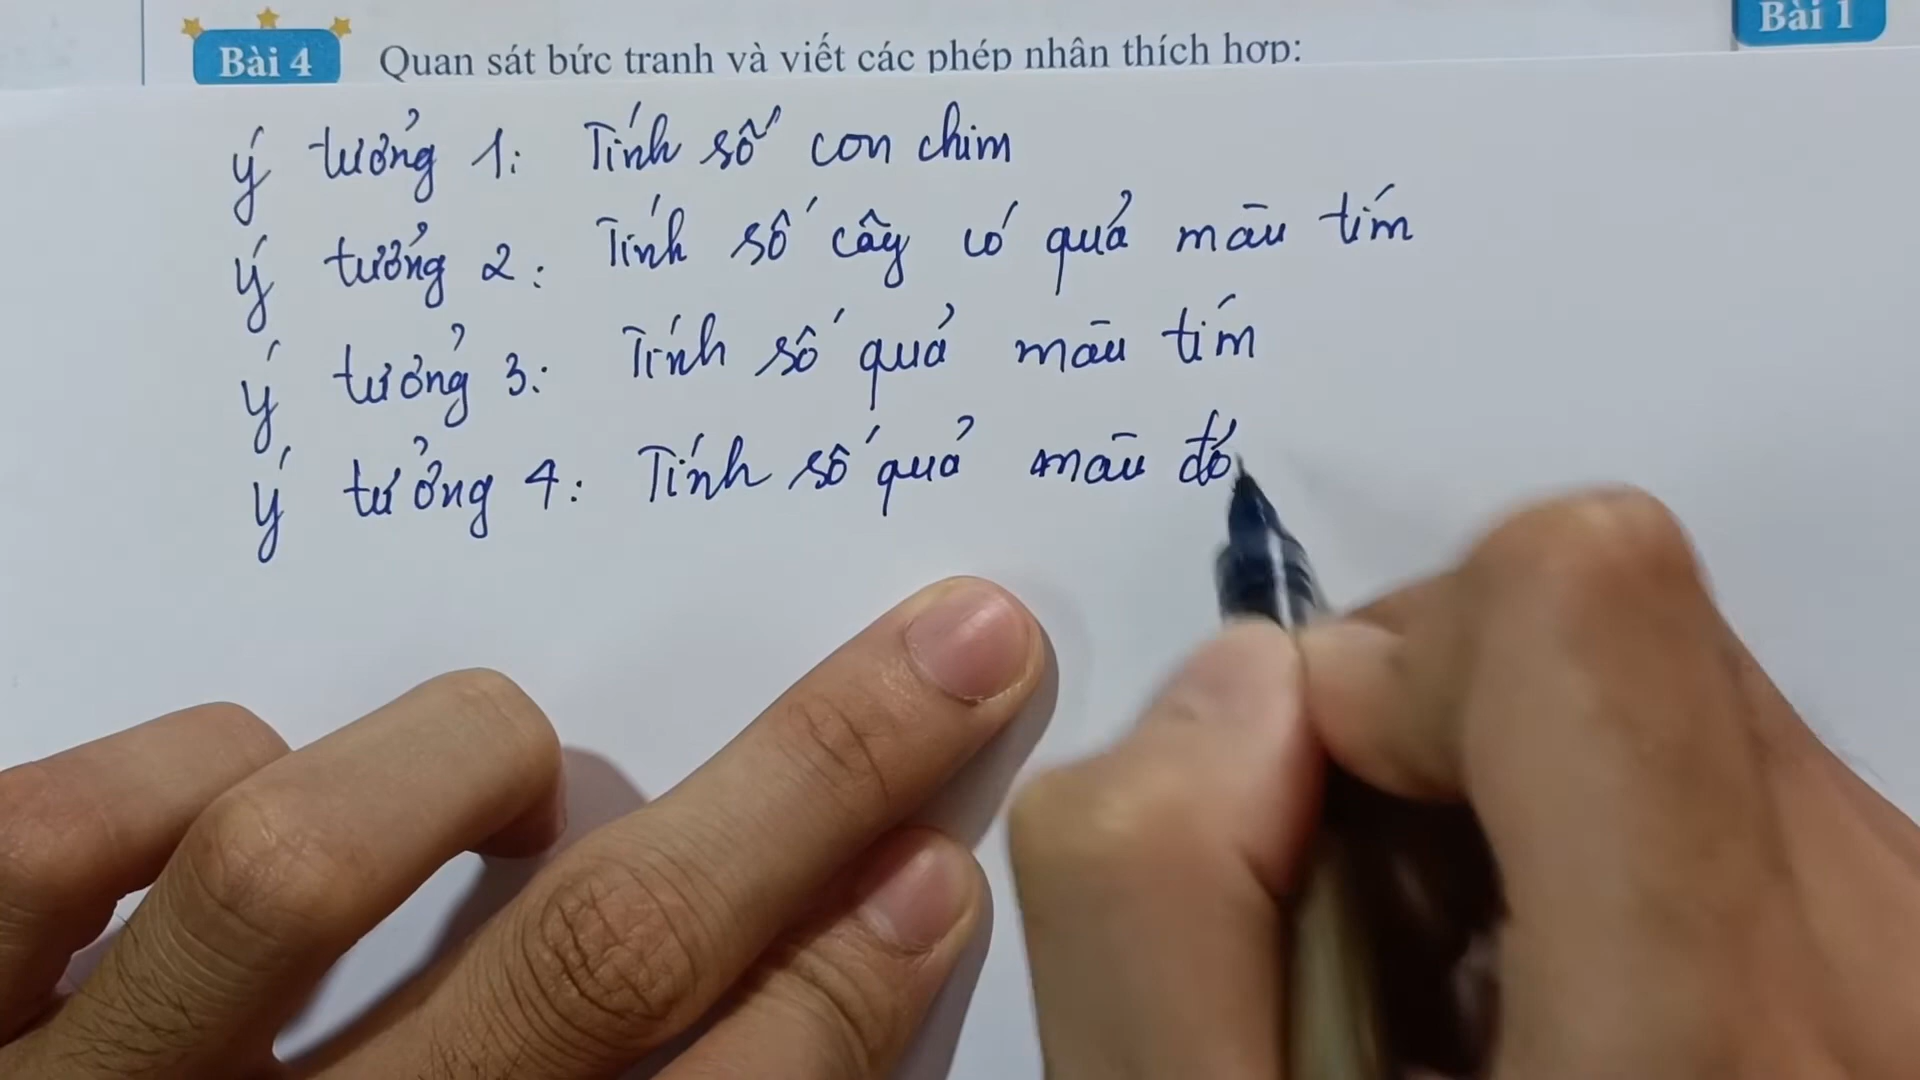 Bài 1
Bài 4 Quan sát bức tranh và viết các phép nhân thích hợp:
ý tưởng 1: Tính số con chim
ý tưởng 2: Tính số cây có quả màu tím
ý tưởng 3: Tính số quả màu tím
ý tưởng 4: Tính số quả màu đỏ